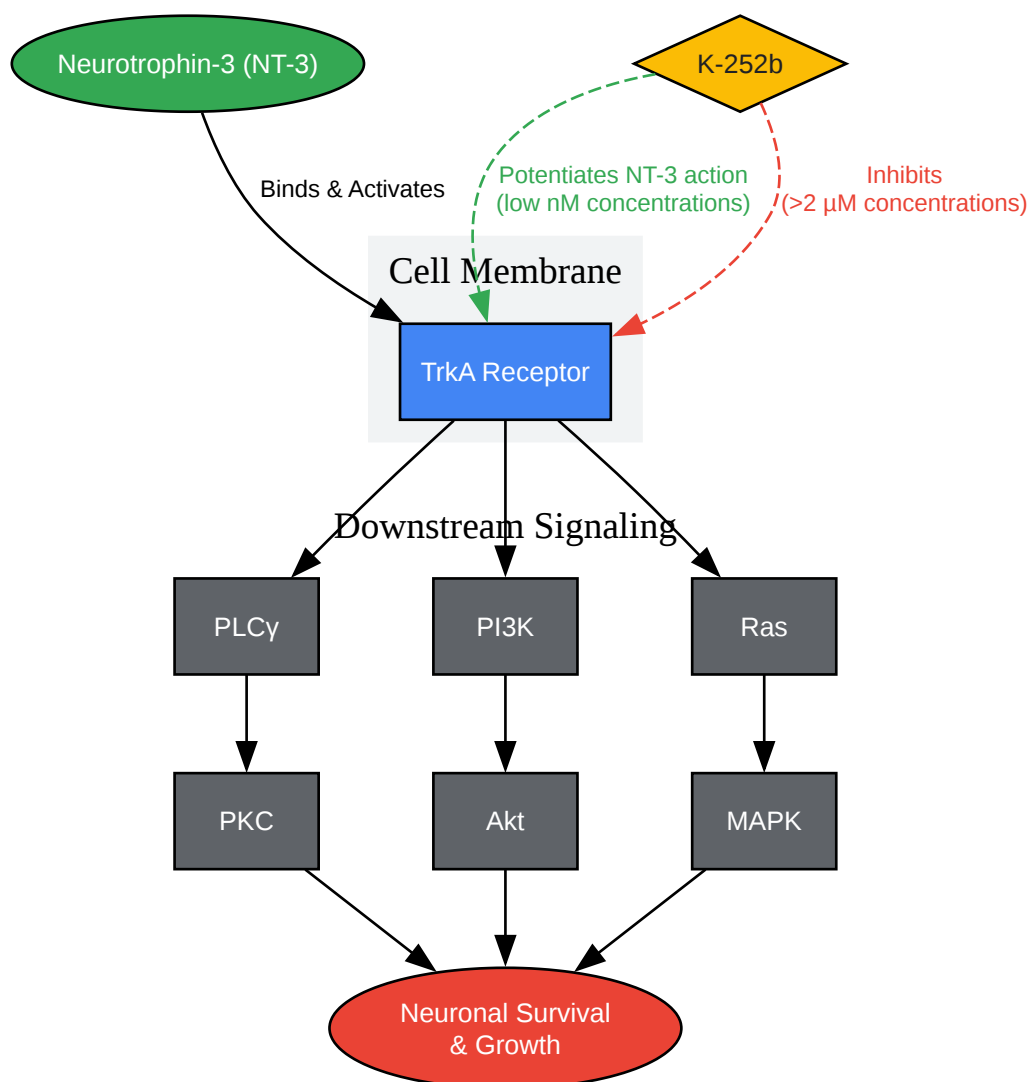 Neurotrophin-3 (NT-3)
K-252b
Binds & Activates
Potentiates NT-3 action
(low nM concentrations)
Inhibits
(>2 µM concentrations)
Cell Membrane
TrkA Receptor
Downstream Signaling
PLCγ
PI3K
Ras
PKC
Akt
MAPK
Neuronal Survival
& Growth